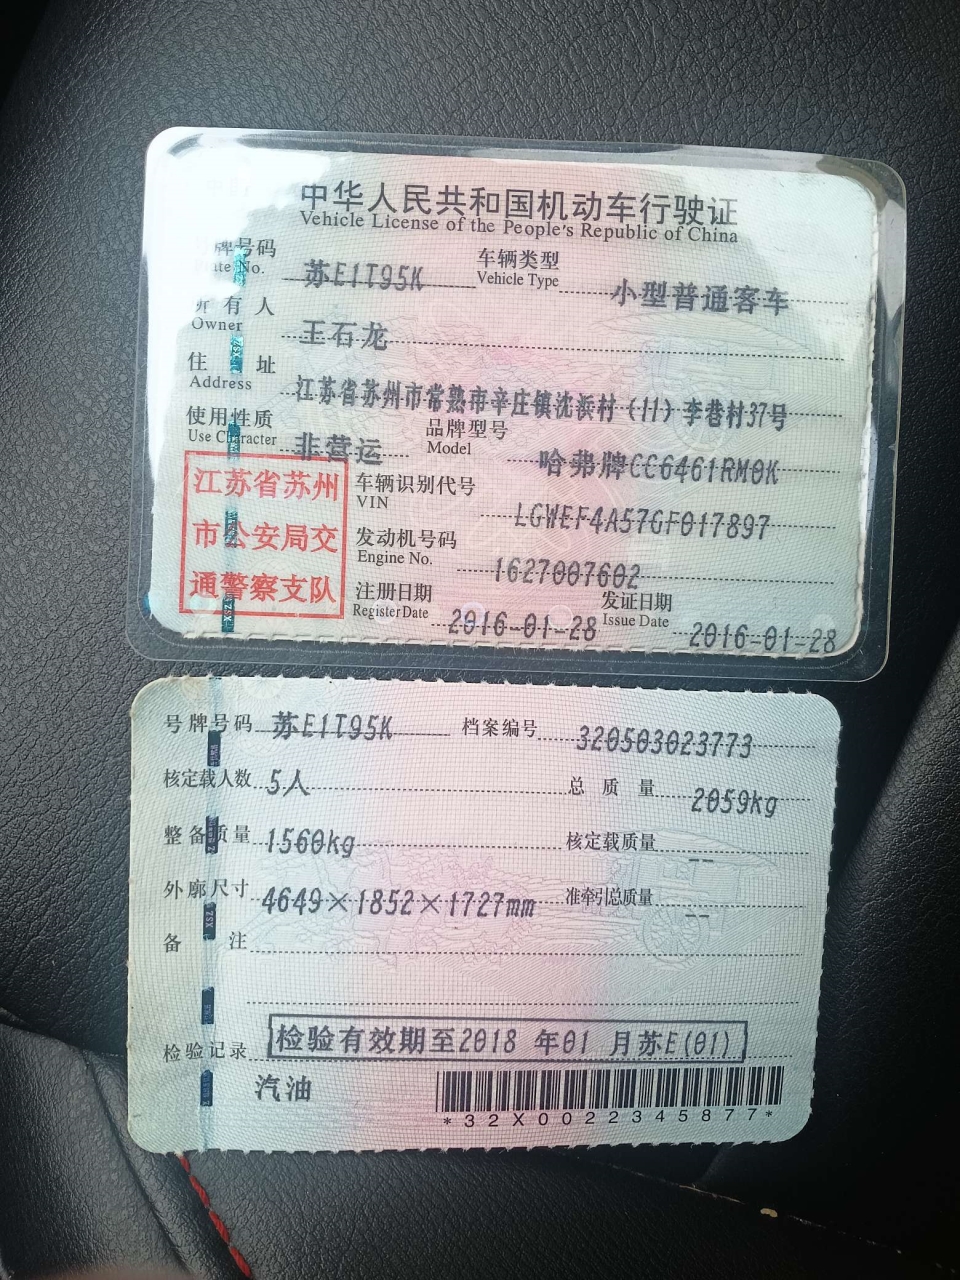 中华人民共和国机动车行驶证
Vehicle License of the People's Republic of China
号牌号码 苏E1T95K 车辆类型 小型普通客车
Plate No. Vehicle Type
所有人 王石龙
Owner
住址 江苏省苏州市常熟市辛庄镇沈浜村(11)李巷村37号
Address
使用性质 非营运 品牌型号 哈弗牌CC6461RM0K
Use Character Model
江苏省苏州
市公安局交
通警察支队
车辆识别代号 LGWEF4A57GF017897
VIN
发动机号码 1627007602
Engine No.
注册日期 2016-01-28 发证日期 2016-01-28
Register Date Issue Date
号牌号码 苏E1T95K 档案编号 320503023773
核定载人数 5人 总质量 2059kg
整备质量 1560kg 核定载质量 --
外廓尺寸 4649×1852×1727mm 准牵引总质量 --
备注
检验记录 检验有效期至2018年01月苏E(01)
汽油
*32X0022345877*